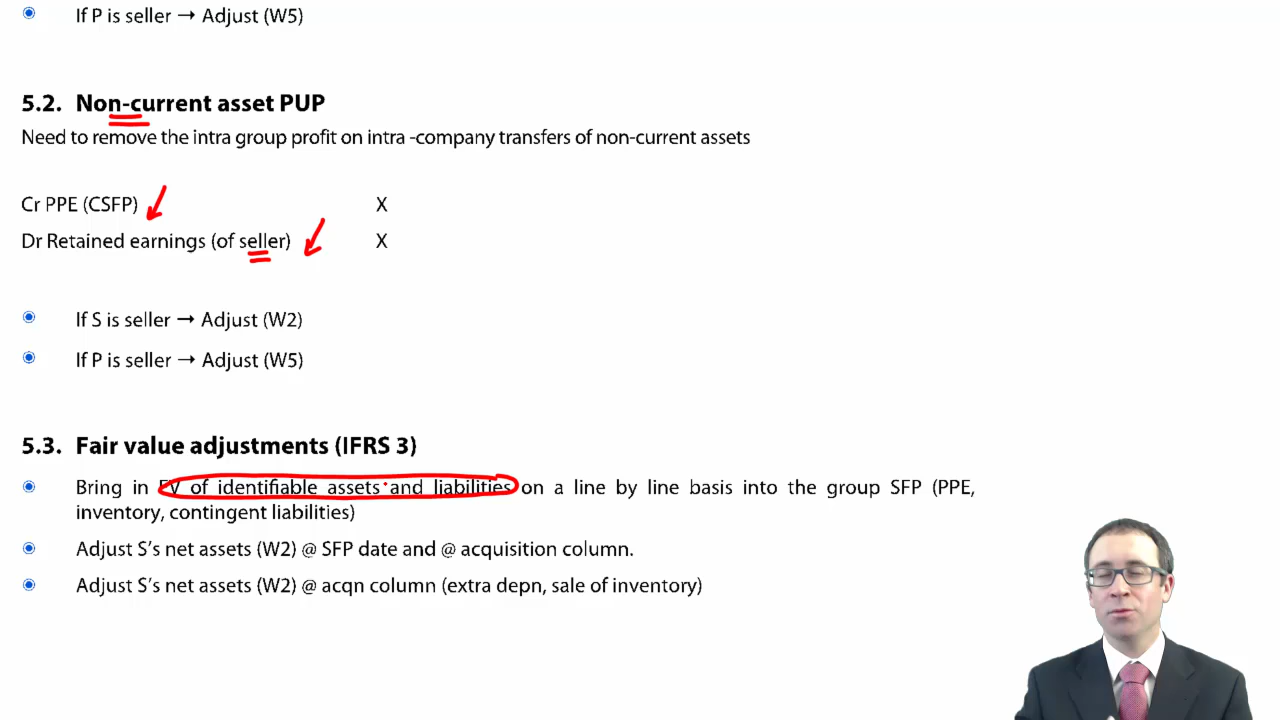 If P is seller → Adjust (W5)
5.2. Non-current asset PUP
Need to remove the intra group profit on intra -company transfers of non-current assets
Cr PPE (CSFP) X
Dr Retained earnings (of seller) X
If S is seller → Adjust (W2)
If P is seller → Adjust (W5)
5.3. Fair value adjustments (IFRS 3)
Bring in FV of identifiable assets and liabilities on a line by line basis into the group SFP (PPE,
inventory, contingent liabilities)
Adjust S's net assets (W2) @ SFP date and @ acquisition column.
Adjust S's net assets (W2) @ acqn column (extra depn, sale of inventory)